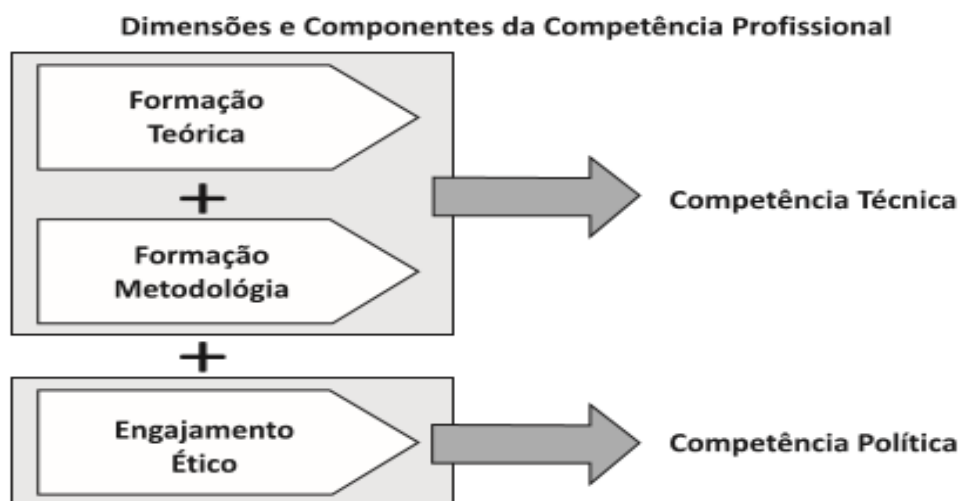 Dimensões e Componentes da Competência Profissional
Formação
Teórica
+
Formação
Metodológia
Competência Técnica
+
Engajamento
Ético
Competência Política